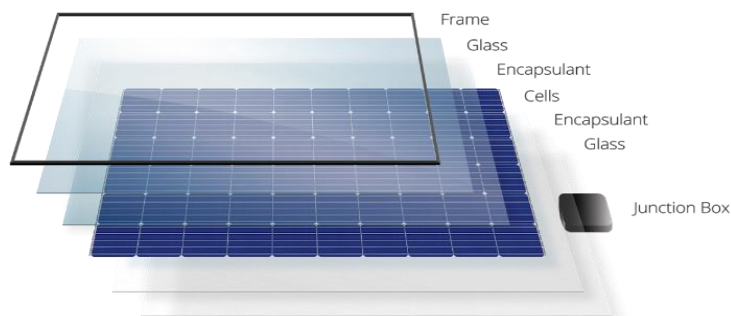 Frame
Glass
Encapsulant
Cells
Encapsulant
Glass
Junction Box